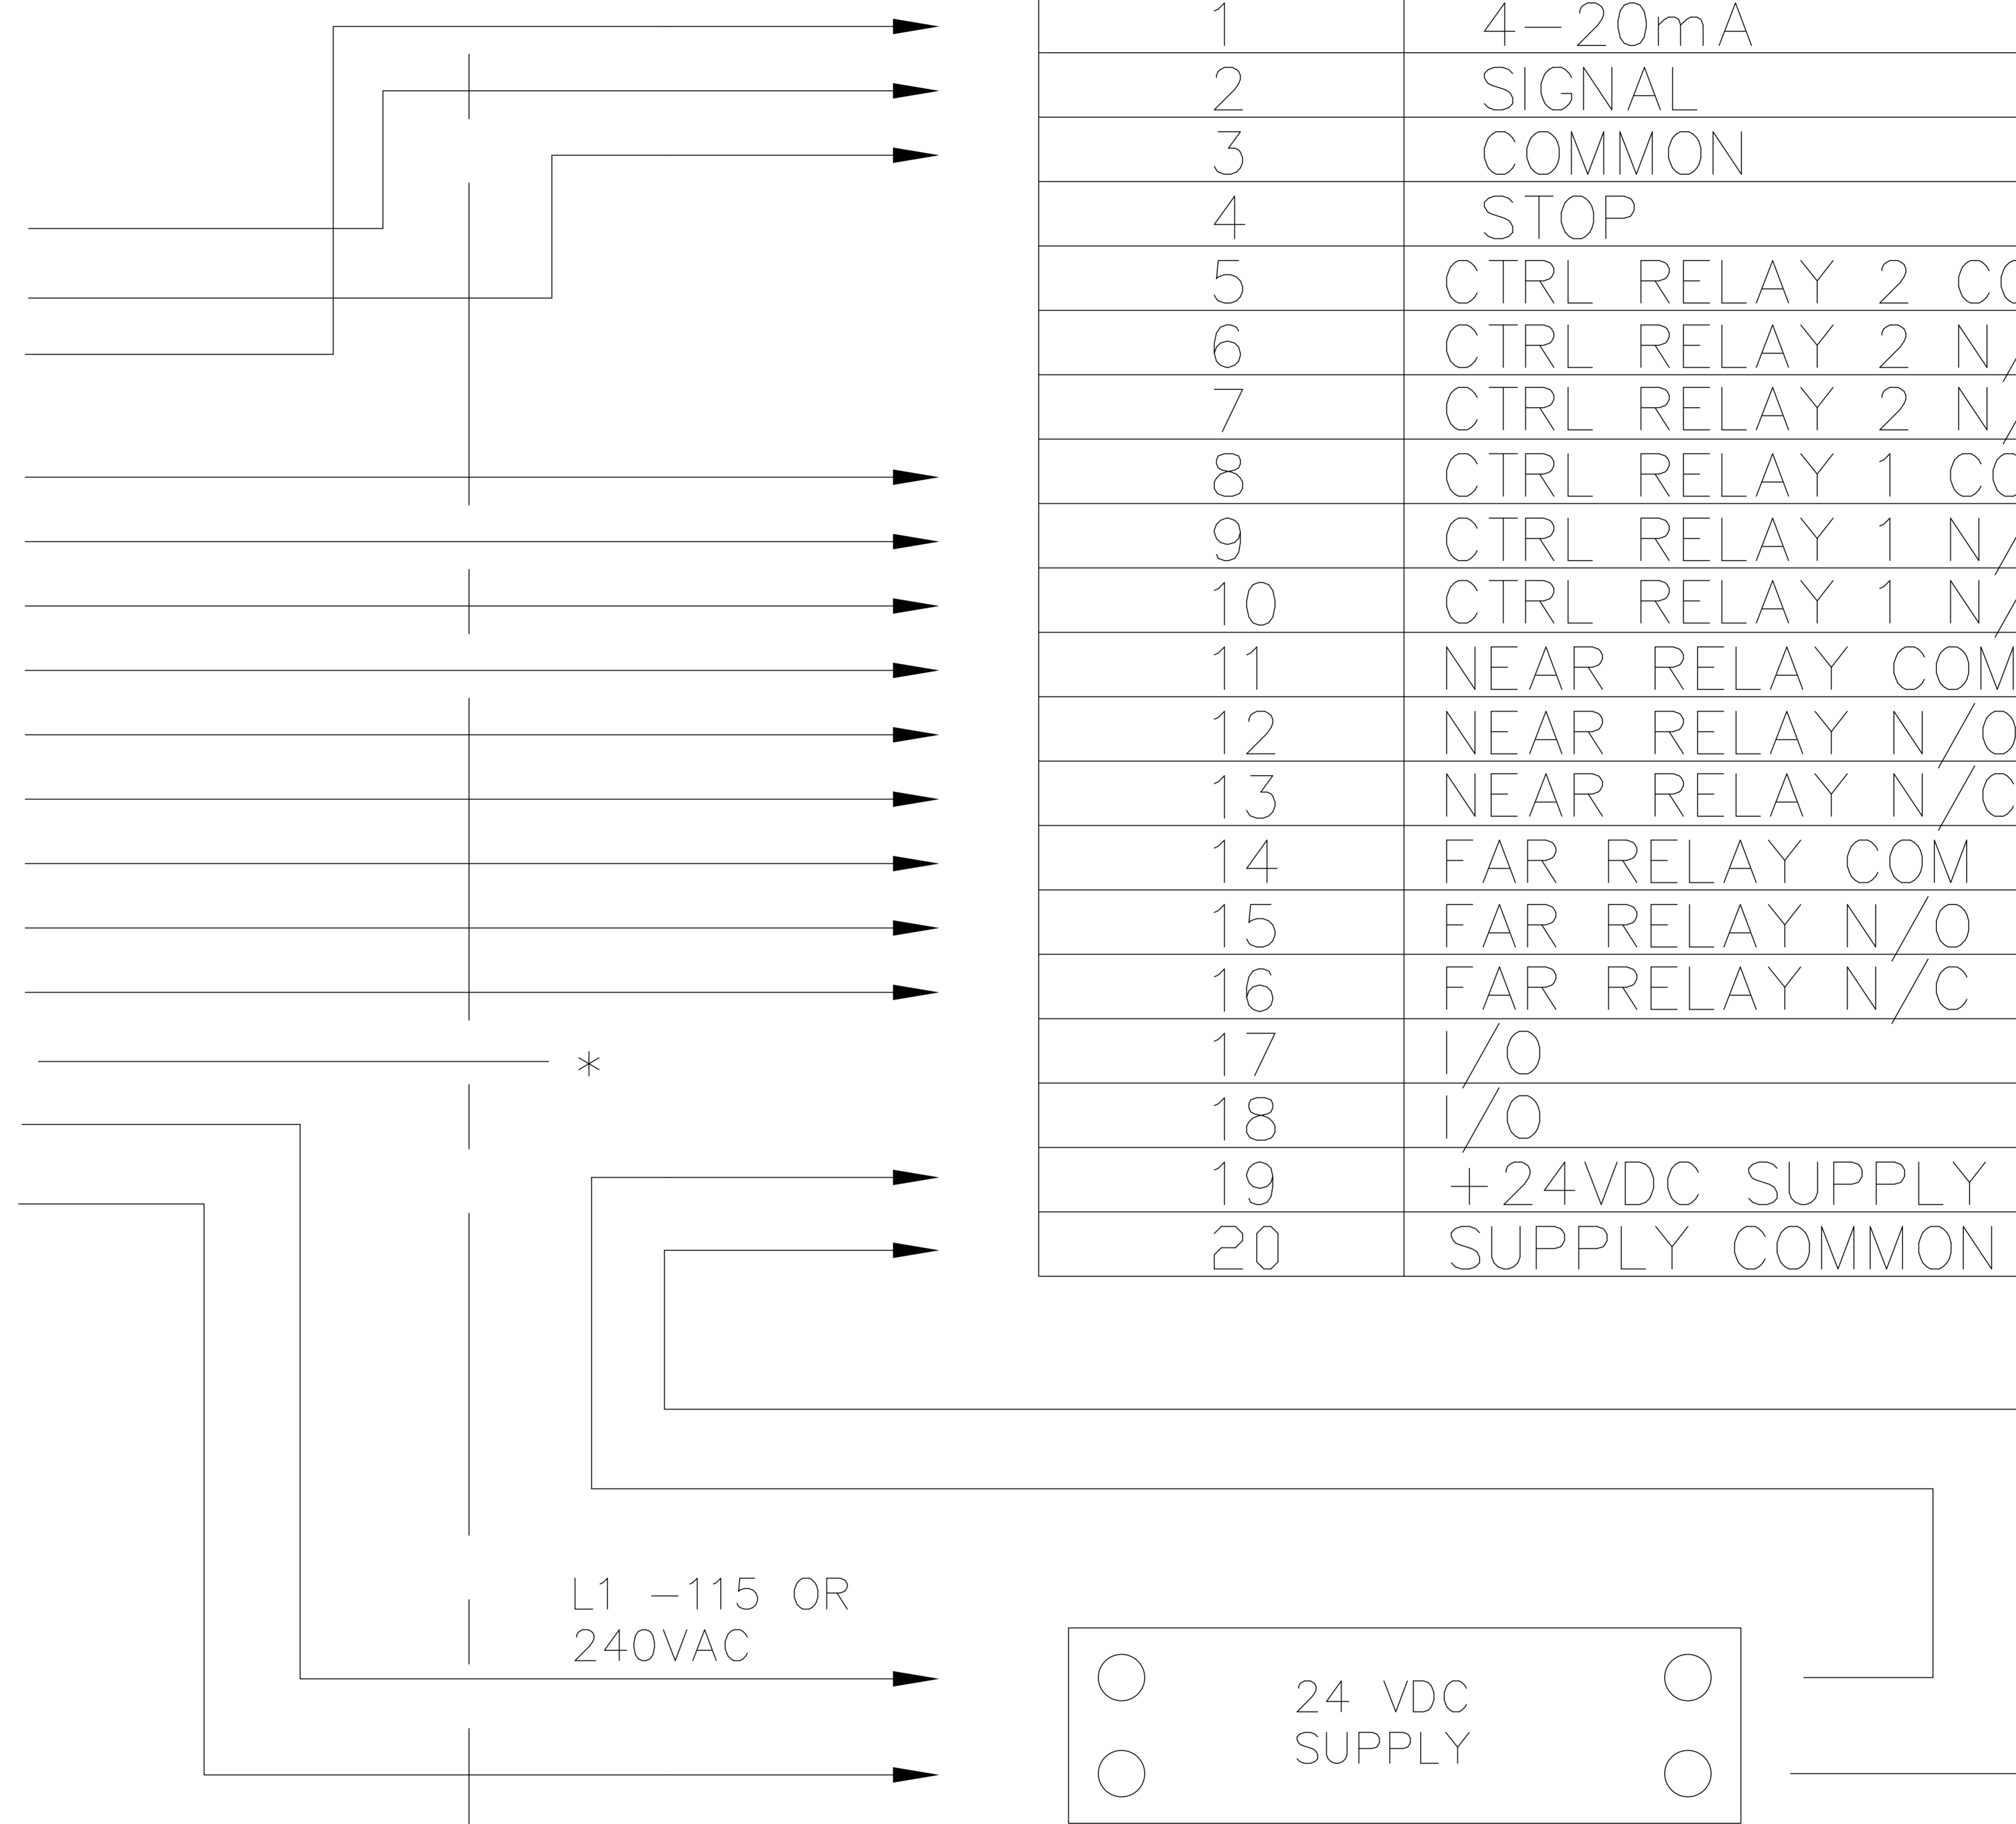 1 4-20mA
2 SIGNAL
3 COMMON
4 STOP
5 CTRL RELAY 2
6 CTRL RELAY 2 N/
7 CTRL RELAY 2 N/
8 CTRL RELAY 1
9 CTRL RELAY 1 N/
10 CTRL RELAY 1 N/
11 NEAR RELAY COM
12 NEAR RELAY N/O
13 NEAR RELAY N/C
14 FAR RELAY COM
15 FAR RELAY N/O
16 FAR RELAY N/C
*
17 I/O
18 I/O
19 +24VDC SUPPLY
20 SUPPLY COMMON
L1 -115 OR
240VAC
24 VDC
SUPPLY